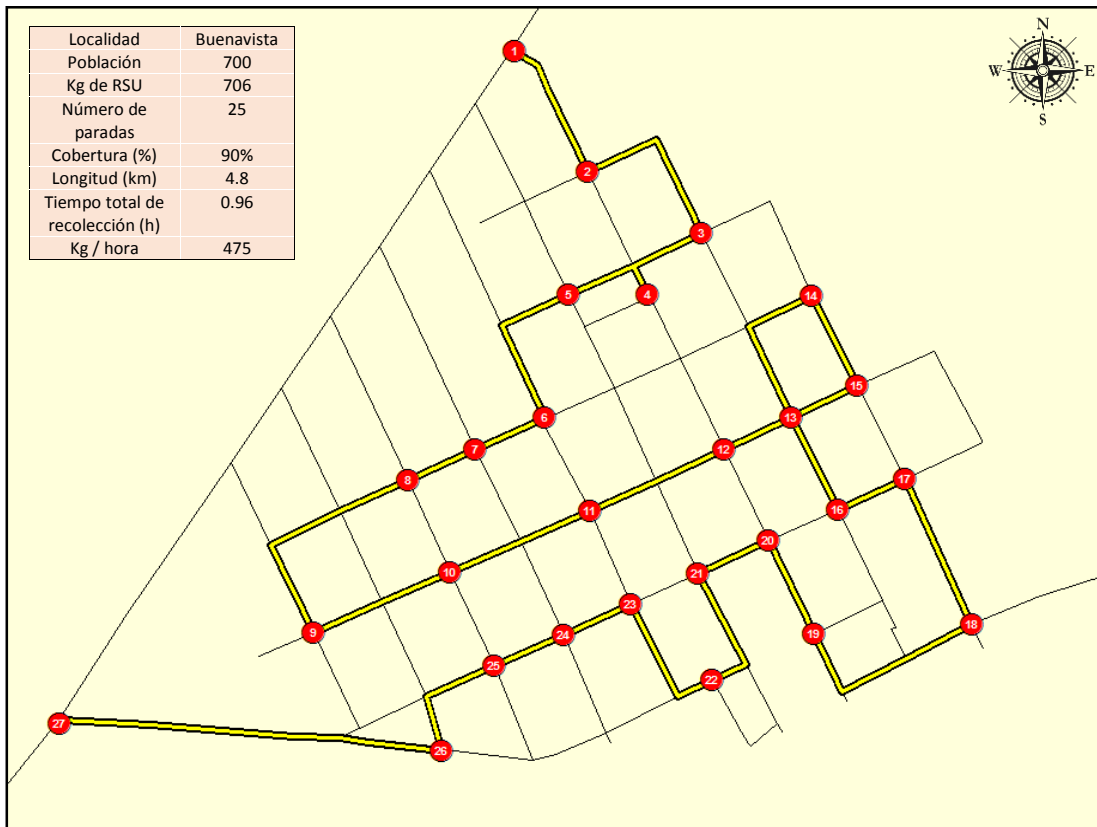 Localidad Buenavista
Población 700
Kg de RSU 706
Número de paradas 25
Cobertura (%) 90%
Longitud (km) 4.8
Tiempo total de recolección (h) 0.96
Kg / hora 475
N
W E
S
1
2
3
4
5
14
15
6
13
7
12
8
17
11
16
20
10
21
23
18
9
24
19
25
22
27
26